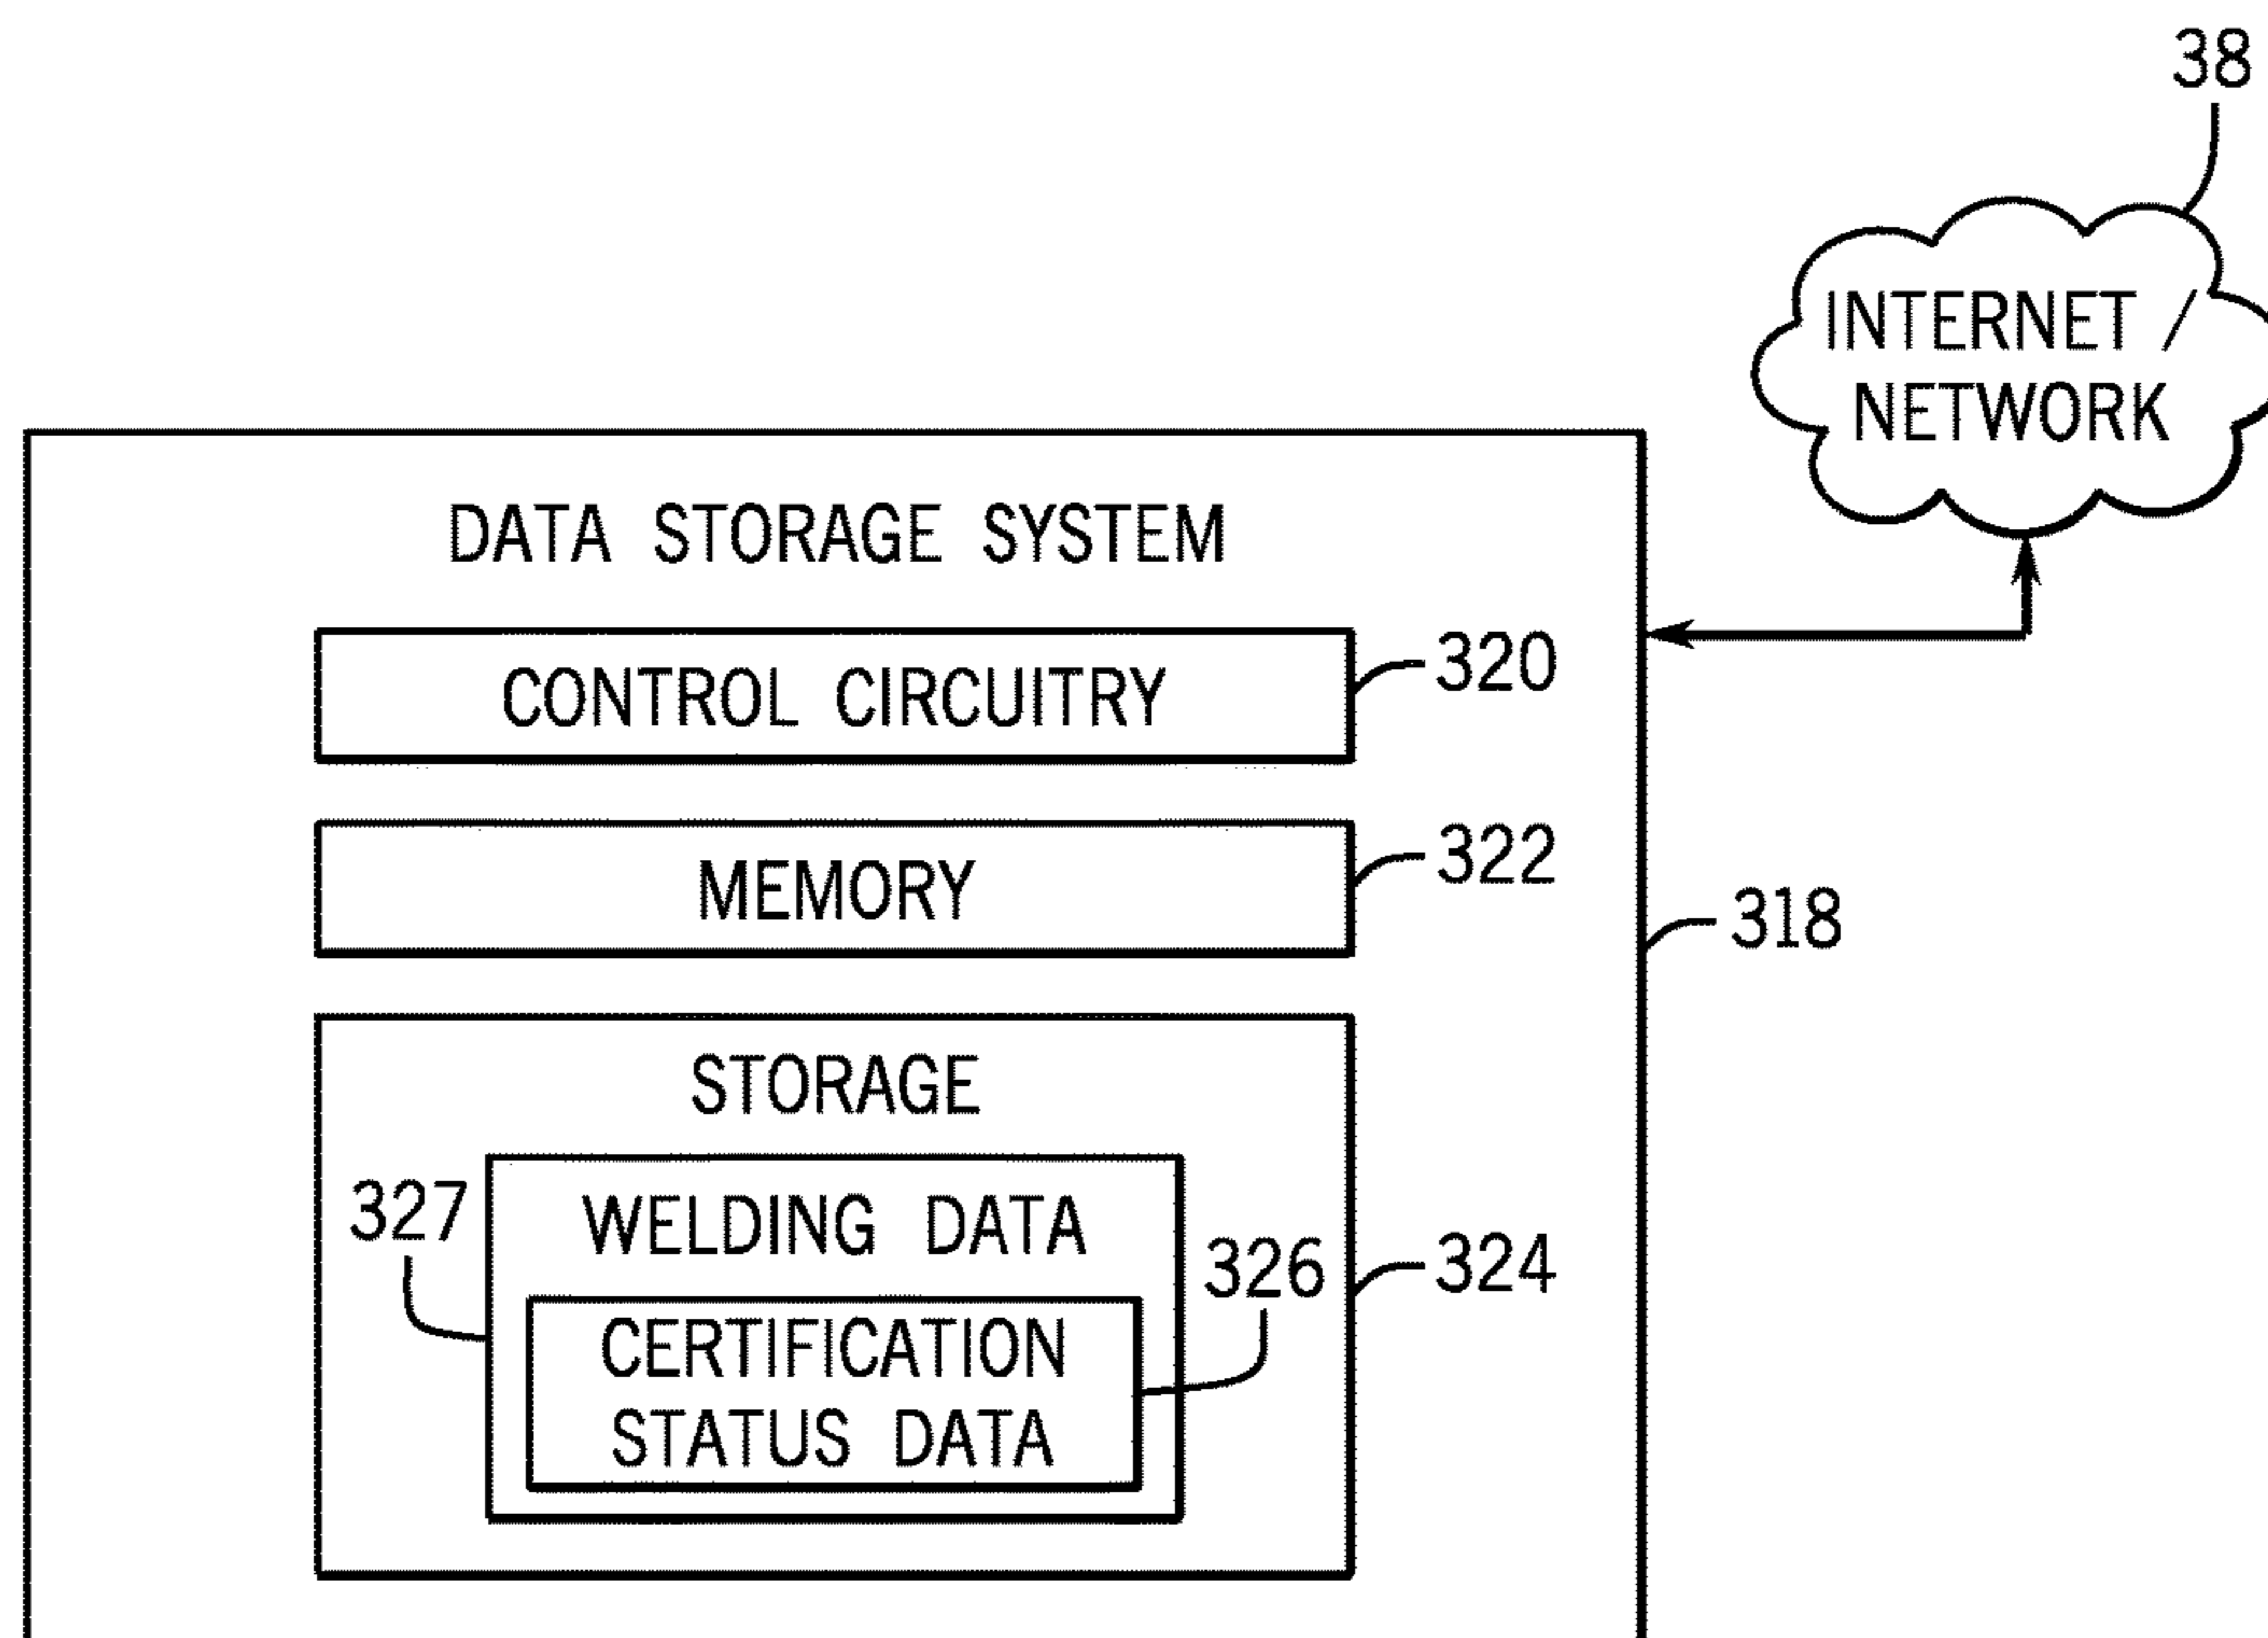 38
INTERNET /
NETWORK
DATA STORAGE SYSTEM
CONTROL CIRCUITRY
320
MEMORY
322
318
STORAGE
327
WELDING DATA
326
324
CERTIFICATION
STATUS DATA